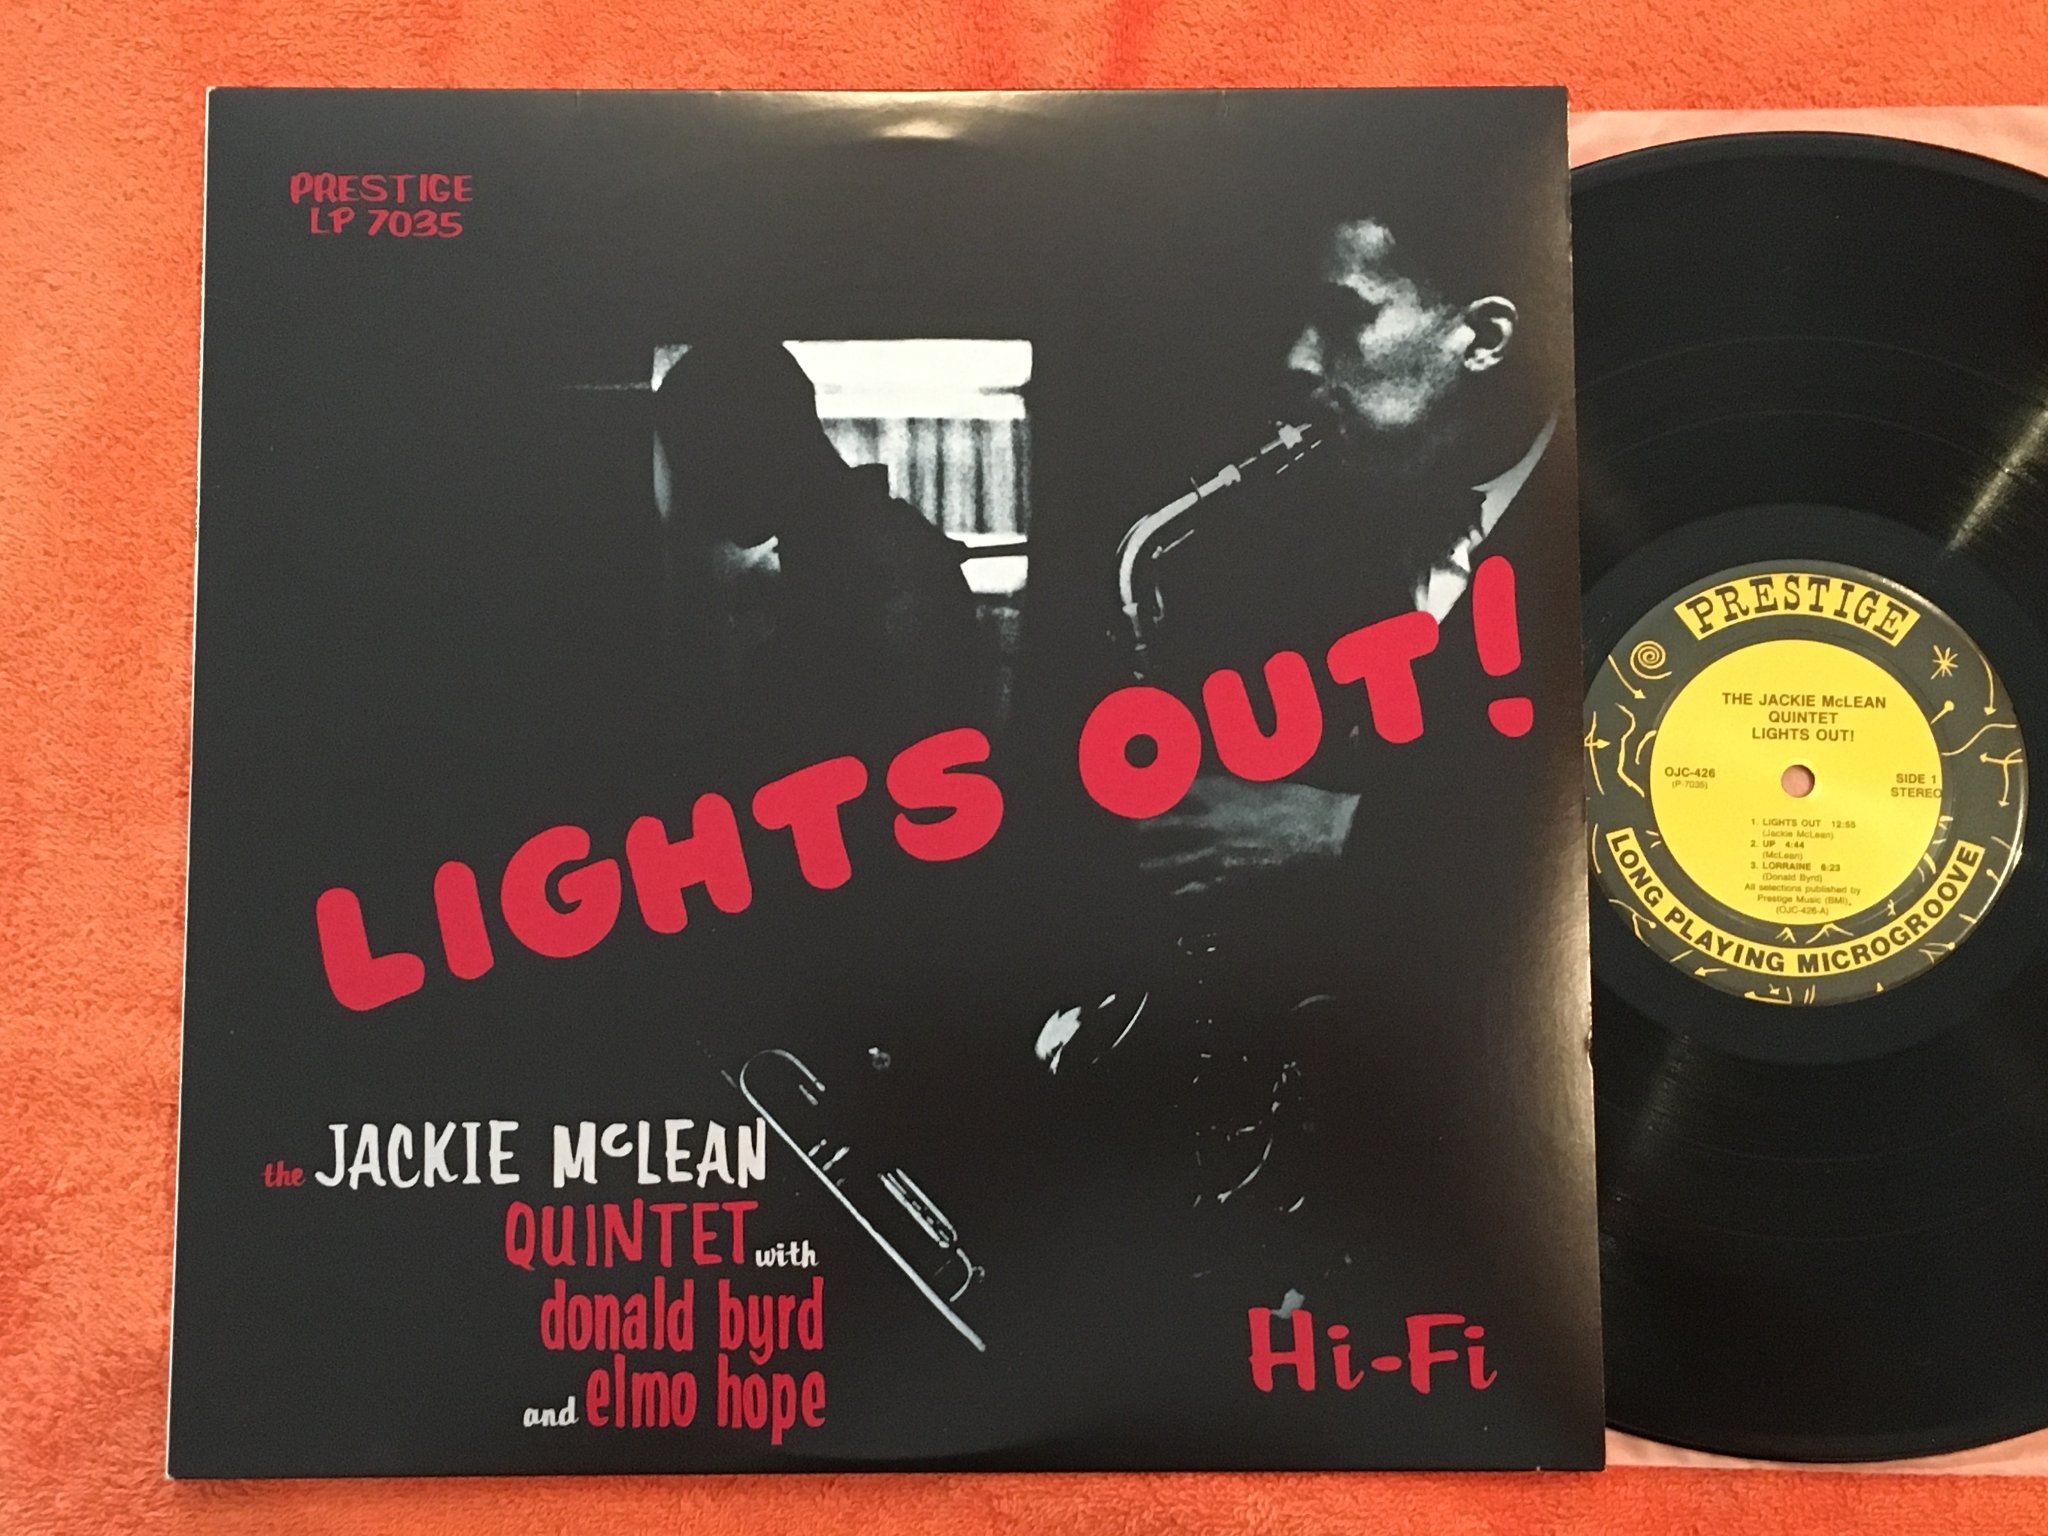 PRESTIGE
LP 7035
LIGHTS OUT!
the JACKIE McLEAN
QUINTET with
donald byrd
and elmo hope
Hi-Fi
PRESTIGE
THE JACKIE McLEAN
QUINTET
LIGHTS OUT!
OJC-426
(P-7035)
SIDE 1
STEREO
1. LIGHTS OUT 12:55
(Jackie McLean)
2. UP 4:44
(McLean)
3. LORRAINE 6:23
(Donald Byrd)
All selections published by
Prestige Music (BMI).
(OJC-426-A)
LONG PLAYING MICROGROOVE